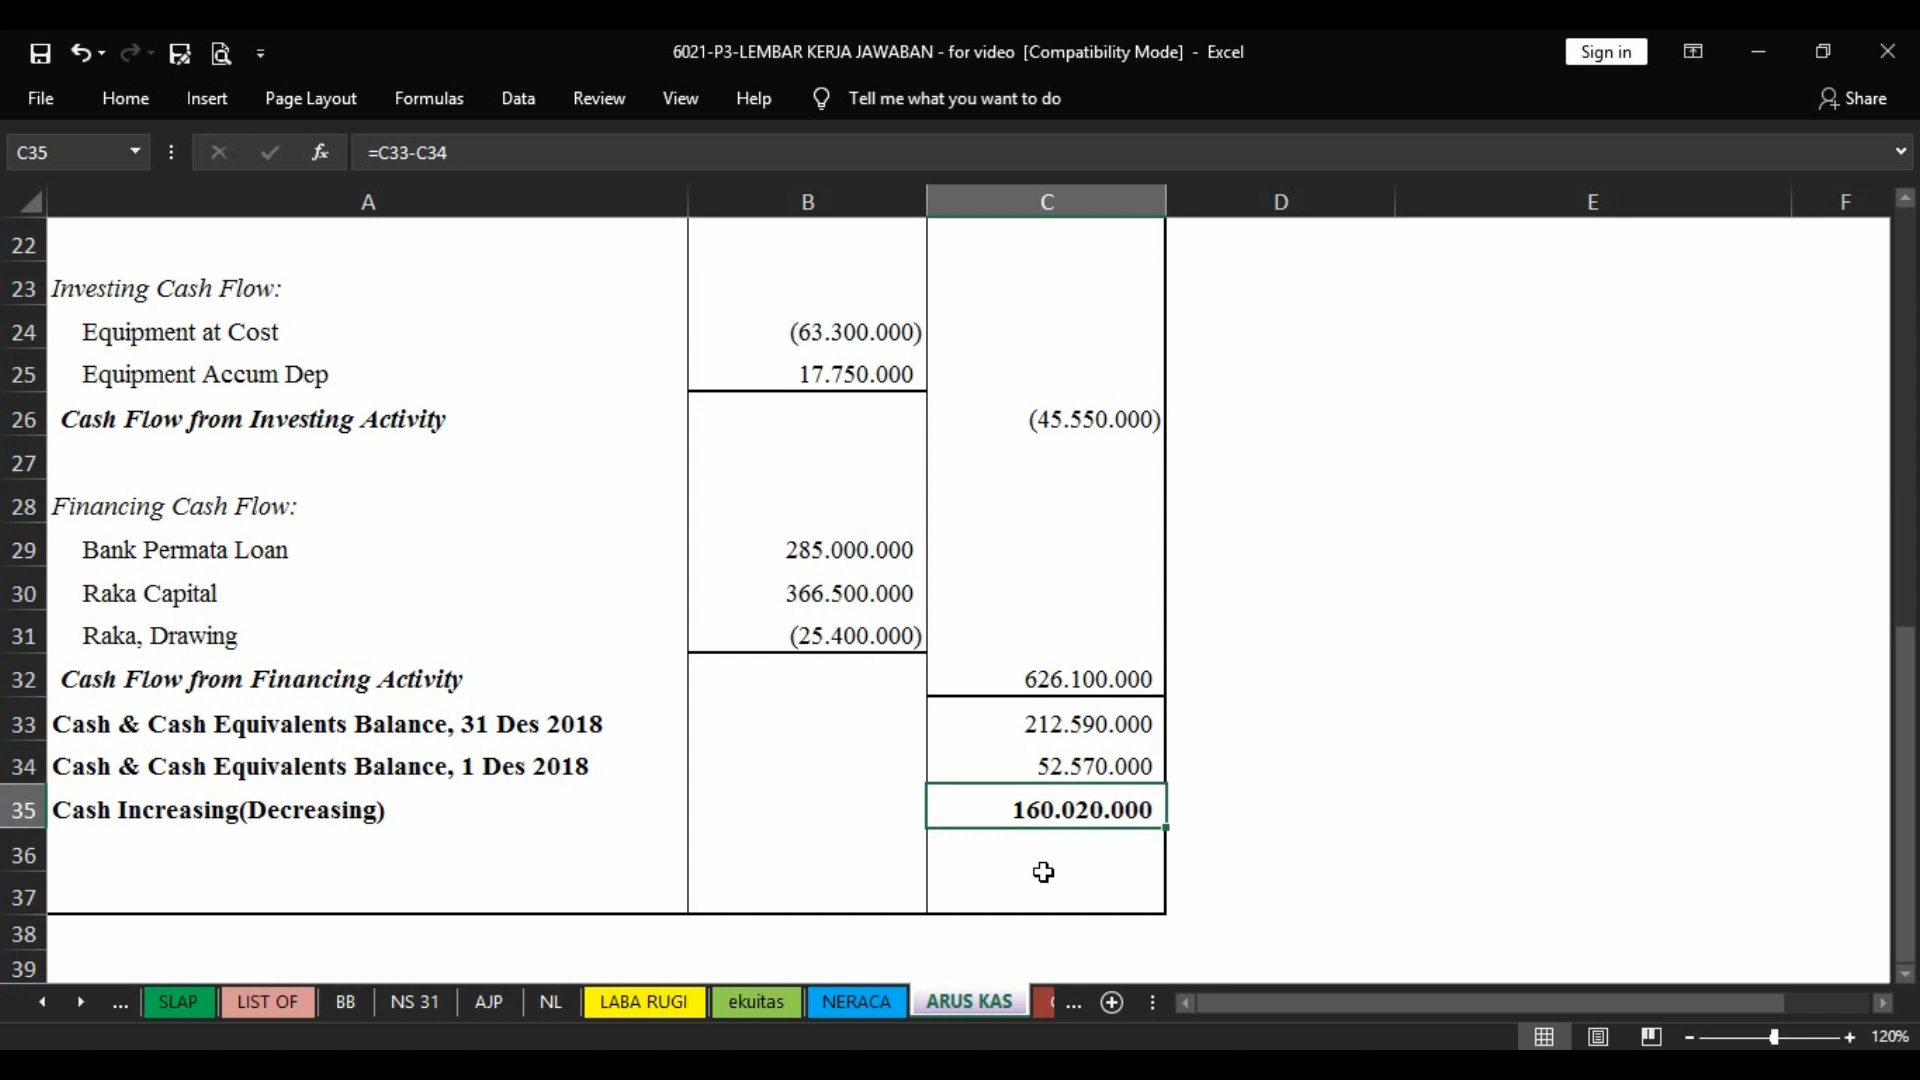 6021-P3-LEMBAR KERJA JAWABAN - for video [Compatibility Mode] - Excel
Sign in
File Home Insert Page Layout Formulas Data Review View Help Tell me what you want to do Share
C35 fx =C33-C34
A B C D E F
22
23 Investing Cash Flow:
24 Equipment at Cost (63.300.000)
25 Equipment Accum Dep 17.750.000
26 Cash Flow from Investing Activity (45.550.000)
27
28 Financing Cash Flow:
29 Bank Permata Loan 285.000.000
30 Raka Capital 366.500.000
31 Raka, Drawing (25.400.000)
32 Cash Flow from Financing Activity 626.100.000
33 Cash & Cash Equivalents Balance, 31 Des 2018 212.590.000
34 Cash & Cash Equivalents Balance, 1 Des 2018 52.570.000
35 Cash Increasing(Decreasing) 160.020.000
36
37
38
39
... SLAP LIST OF BB NS 31 AJP NL LABA RUGI ekuitas NERACA ARUS KAS ...
120%